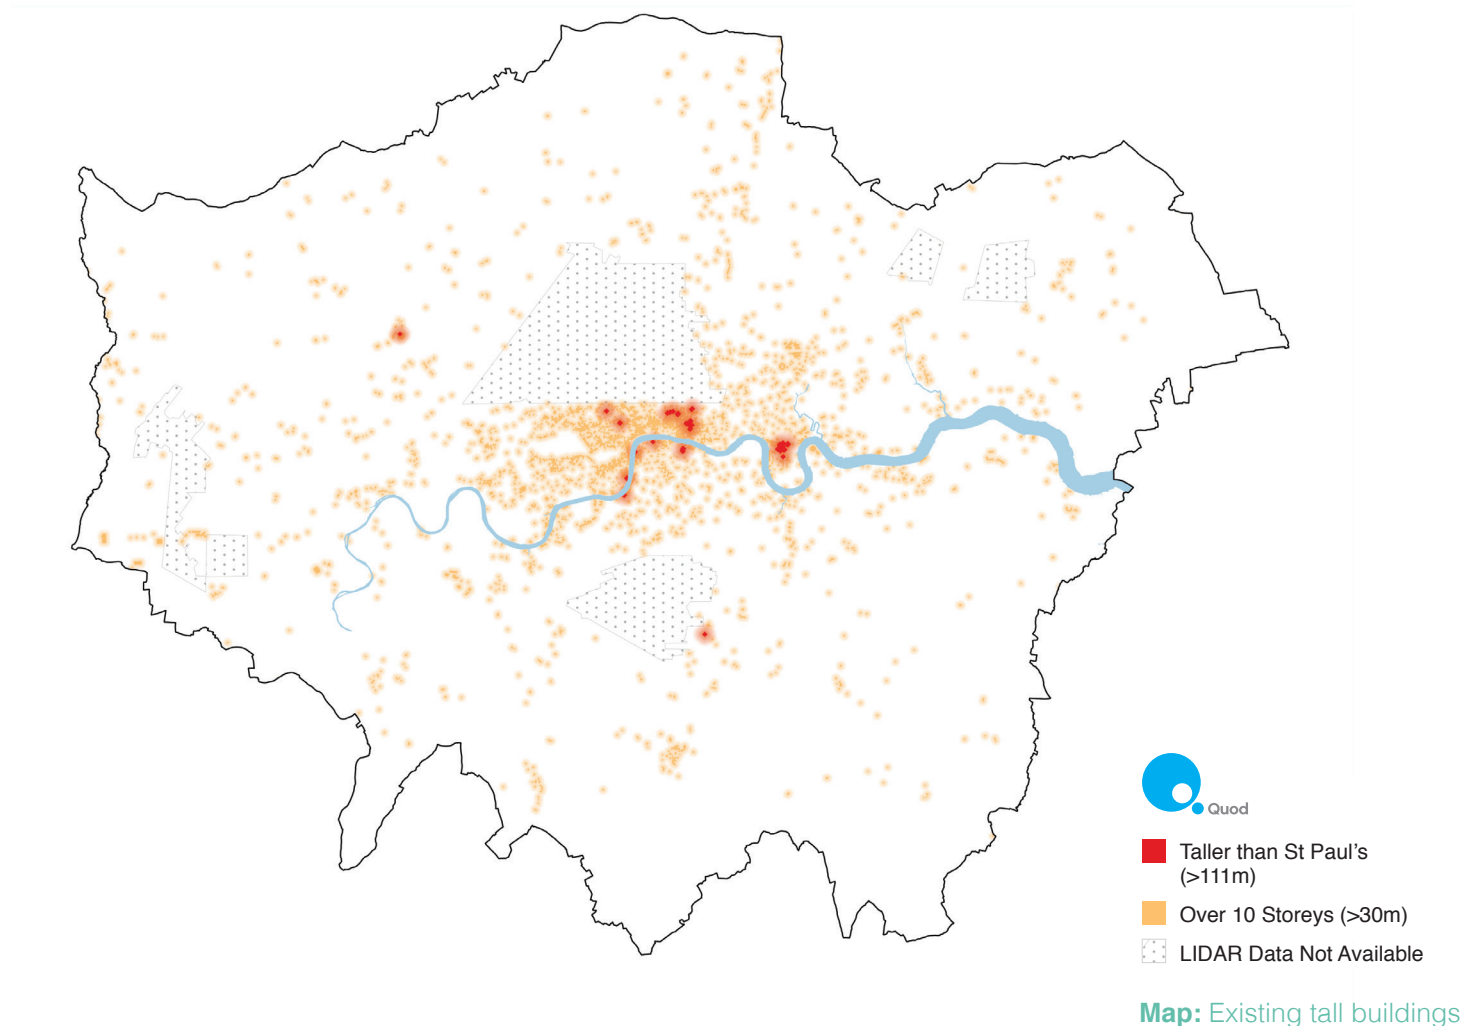 Quod
Taller than St Paul’s
(>111m)
Over 10 Storeys (>30m)
LIDAR Data Not Available
Map: Existing tall buildings